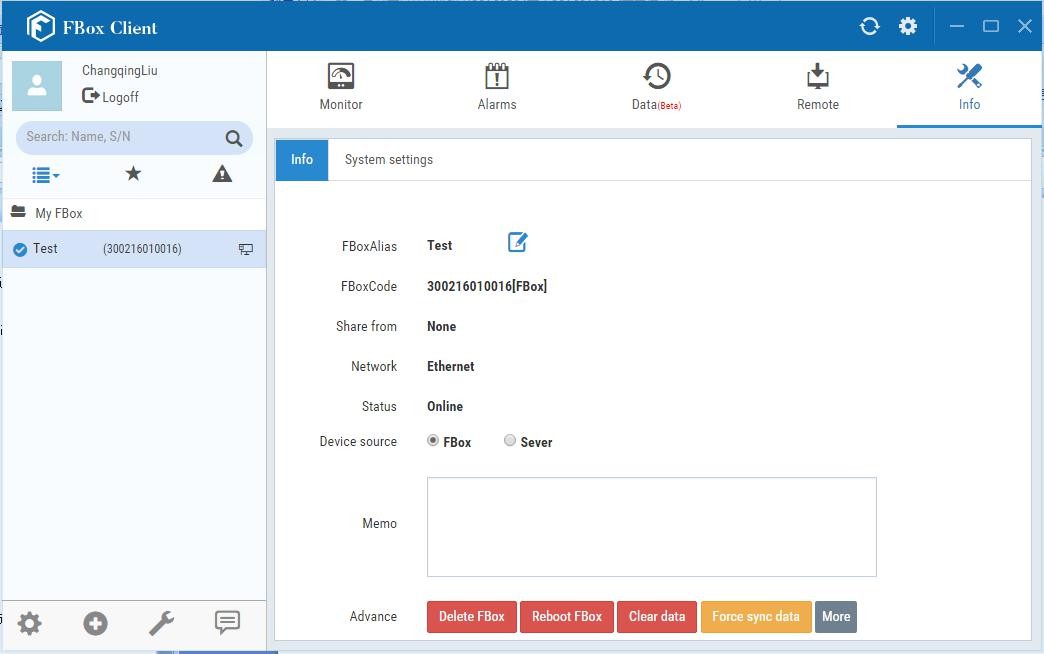 FBox Client
ChangqingLiu
Logoff
Search: Name, S/N
My FBox
Test (300216010016)
Monitor Alarms Data(Beta) Remote Info
Info System settings
FBoxAlias Test
FBoxCode 300216010016[FBox]
Share from None
Network Ethernet
Status Online
Device source FBox Sever
Memo
Advance Delete FBox Reboot FBox Clear data Force sync data More